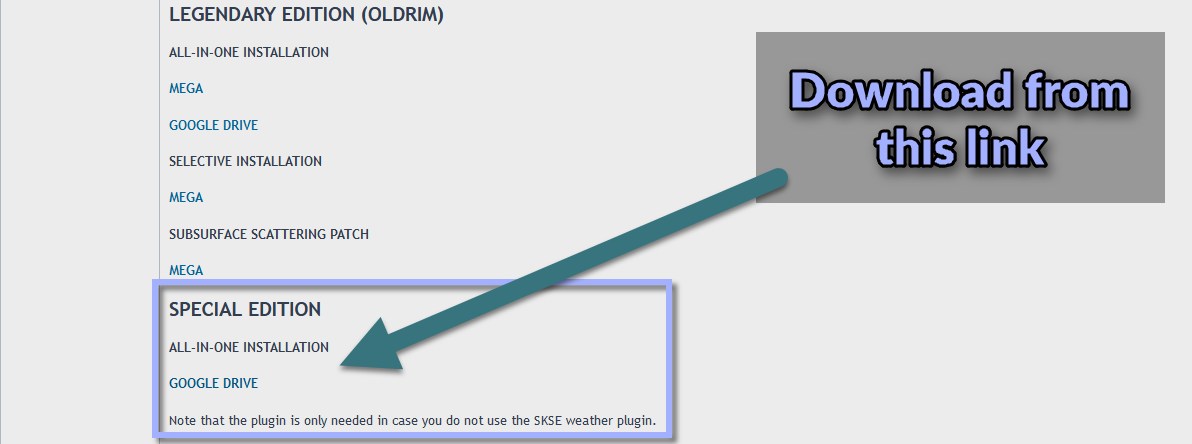 LEGENDARY EDITION (OLDRIM)
ALL-IN-ONE INSTALLATION
MEGA
GOOGLE DRIVE
SELECTIVE INSTALLATION
MEGA
SUBSURFACE SCATTERING PATCH
MEGA
SPECIAL EDITION
ALL-IN-ONE INSTALLATION
GOOGLE DRIVE
Note that the plugin is only needed in case you do not use the SKSE weather plugin.
Download from
this link